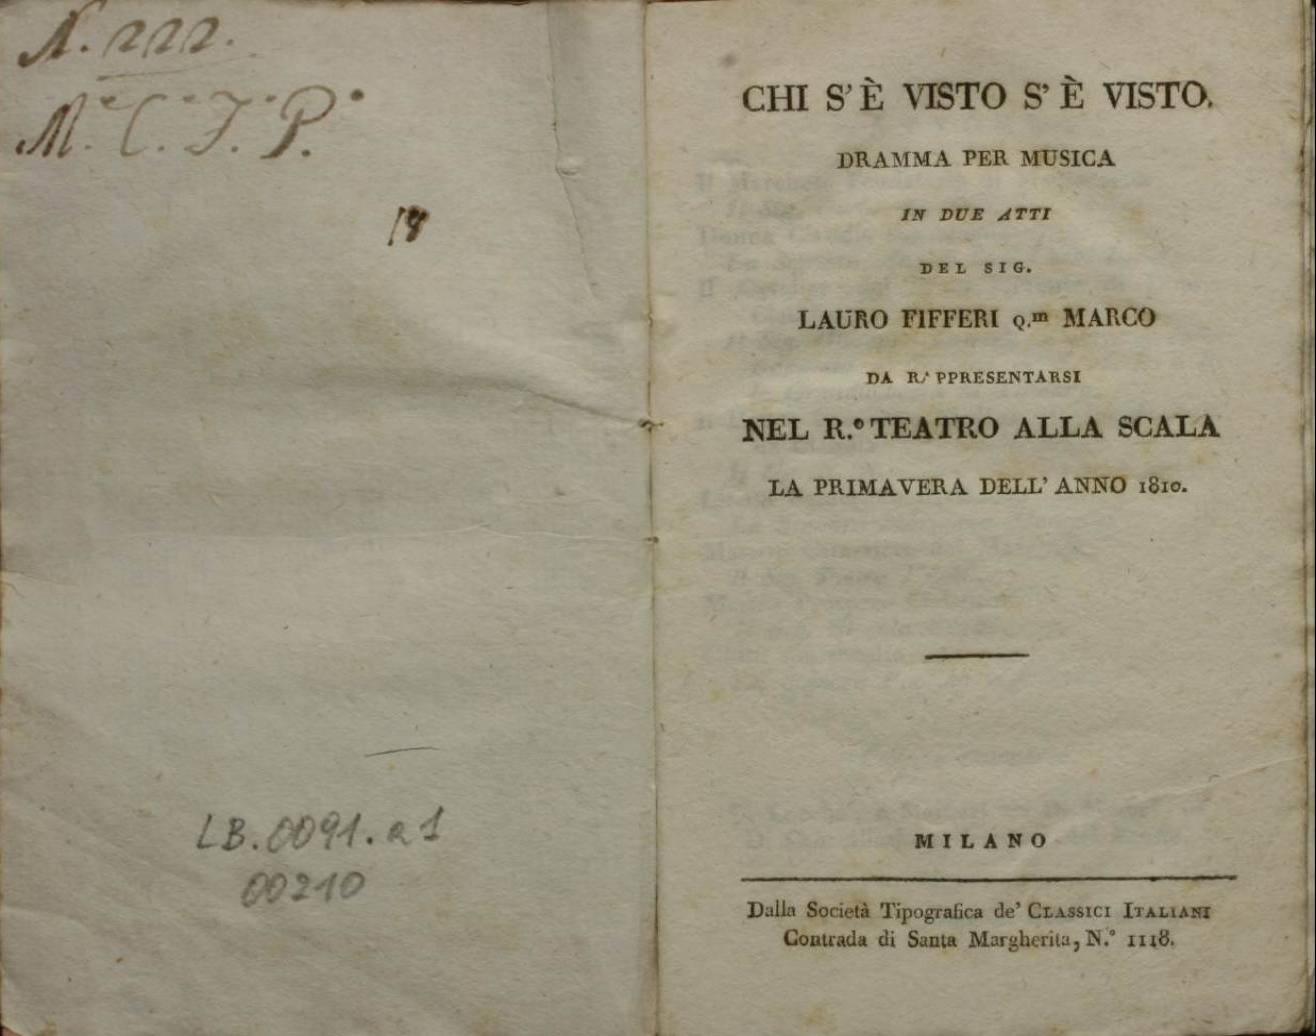 N. 222.
M.e C.e F.o P.o
18
LB.0091.a1
00210
CHI S' È VISTO S' È VISTO.
DRAMMA PER MUSICA
IN DUE ATTI
DEL SIG.
LAURO FIFFERI Q.m MARCO
DA RAPPRESENTARSI
NEL R.º TEATRO ALLA SCALA
LA PRIMAVERA DELL' ANNO 1810.
MILANO
Dalla Società Tipografica de' CLASSICI ITALIANI
Contrada di Santa Margherita, N.º 1118.